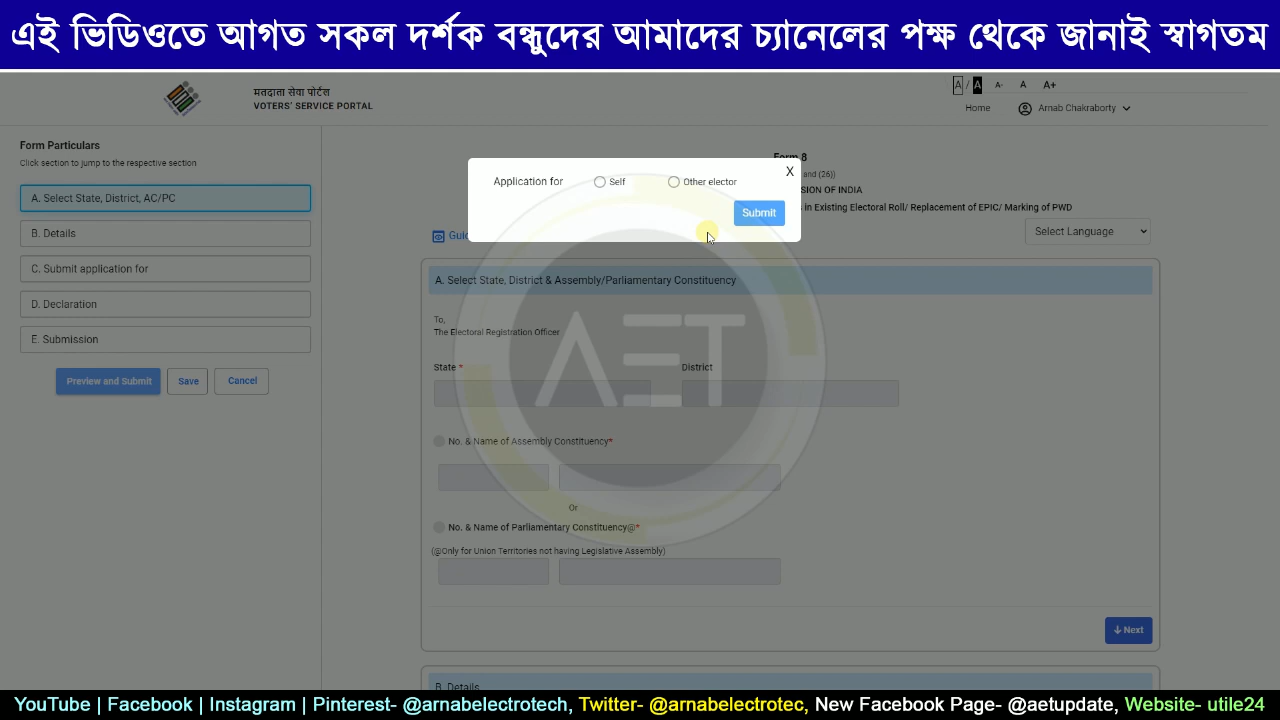 এই ভিডিওতে আগত সকল দর্শক বন্ধুদের আমাদের চ্যানেলের পক্ষ থেকে জানাই স্বাগতম
मतदाता सेवा पोर्टल
VOTERS' SERVICE PORTAL
A / A A- A A+
Home Arnab Chakraborty
Form Particulars
Click section to jump to the respective section
A. Select State, District, AC/PC
B. Details
C. Submit application for
D. Declaration
E. Submission
Preview and Submit Save Cancel
Form 8
and (26))
SION OF INDIA
s in Existing Electoral Roll/ Replacement of EPIC/ Marking of PWD
X
Application for Self Other elector
Submit
Guid
Select Language
A. Select State, District & Assembly/Parliamentary Constituency
To,
The Electoral Registration Officer
State * District
AET
No. & Name of Assembly Constituency*
Or
No. & Name of Parliamentary Constituency@*
(@Only for Union Territories not having Legislative Assembly)
Next
B. Details
YouTube | Facebook | Instagram | Pinterest- @arnabelectrotech, Twitter- @arnabelectrotec, New Facebook Page- @aetupdate, Website- utile24